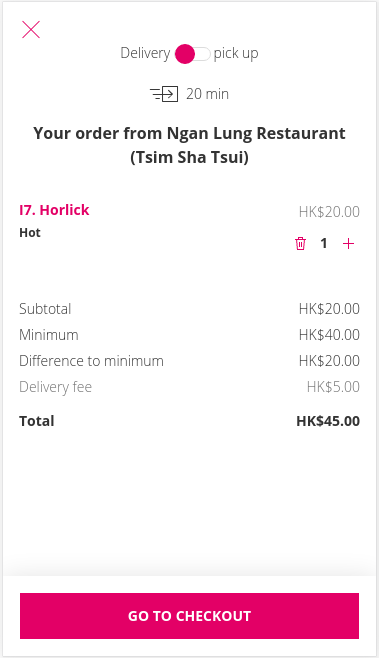 Delivery pick up
20 min
Your order from Ngan Lung Restaurant
(Tsim Sha Tsui)
I7. Horlick HK$20.00
Hot 1
Subtotal HK$20.00
Minimum HK$40.00
Difference to minimum HK$20.00
Delivery fee HK$5.00
Total HK$45.00
GO TO CHECKOUT